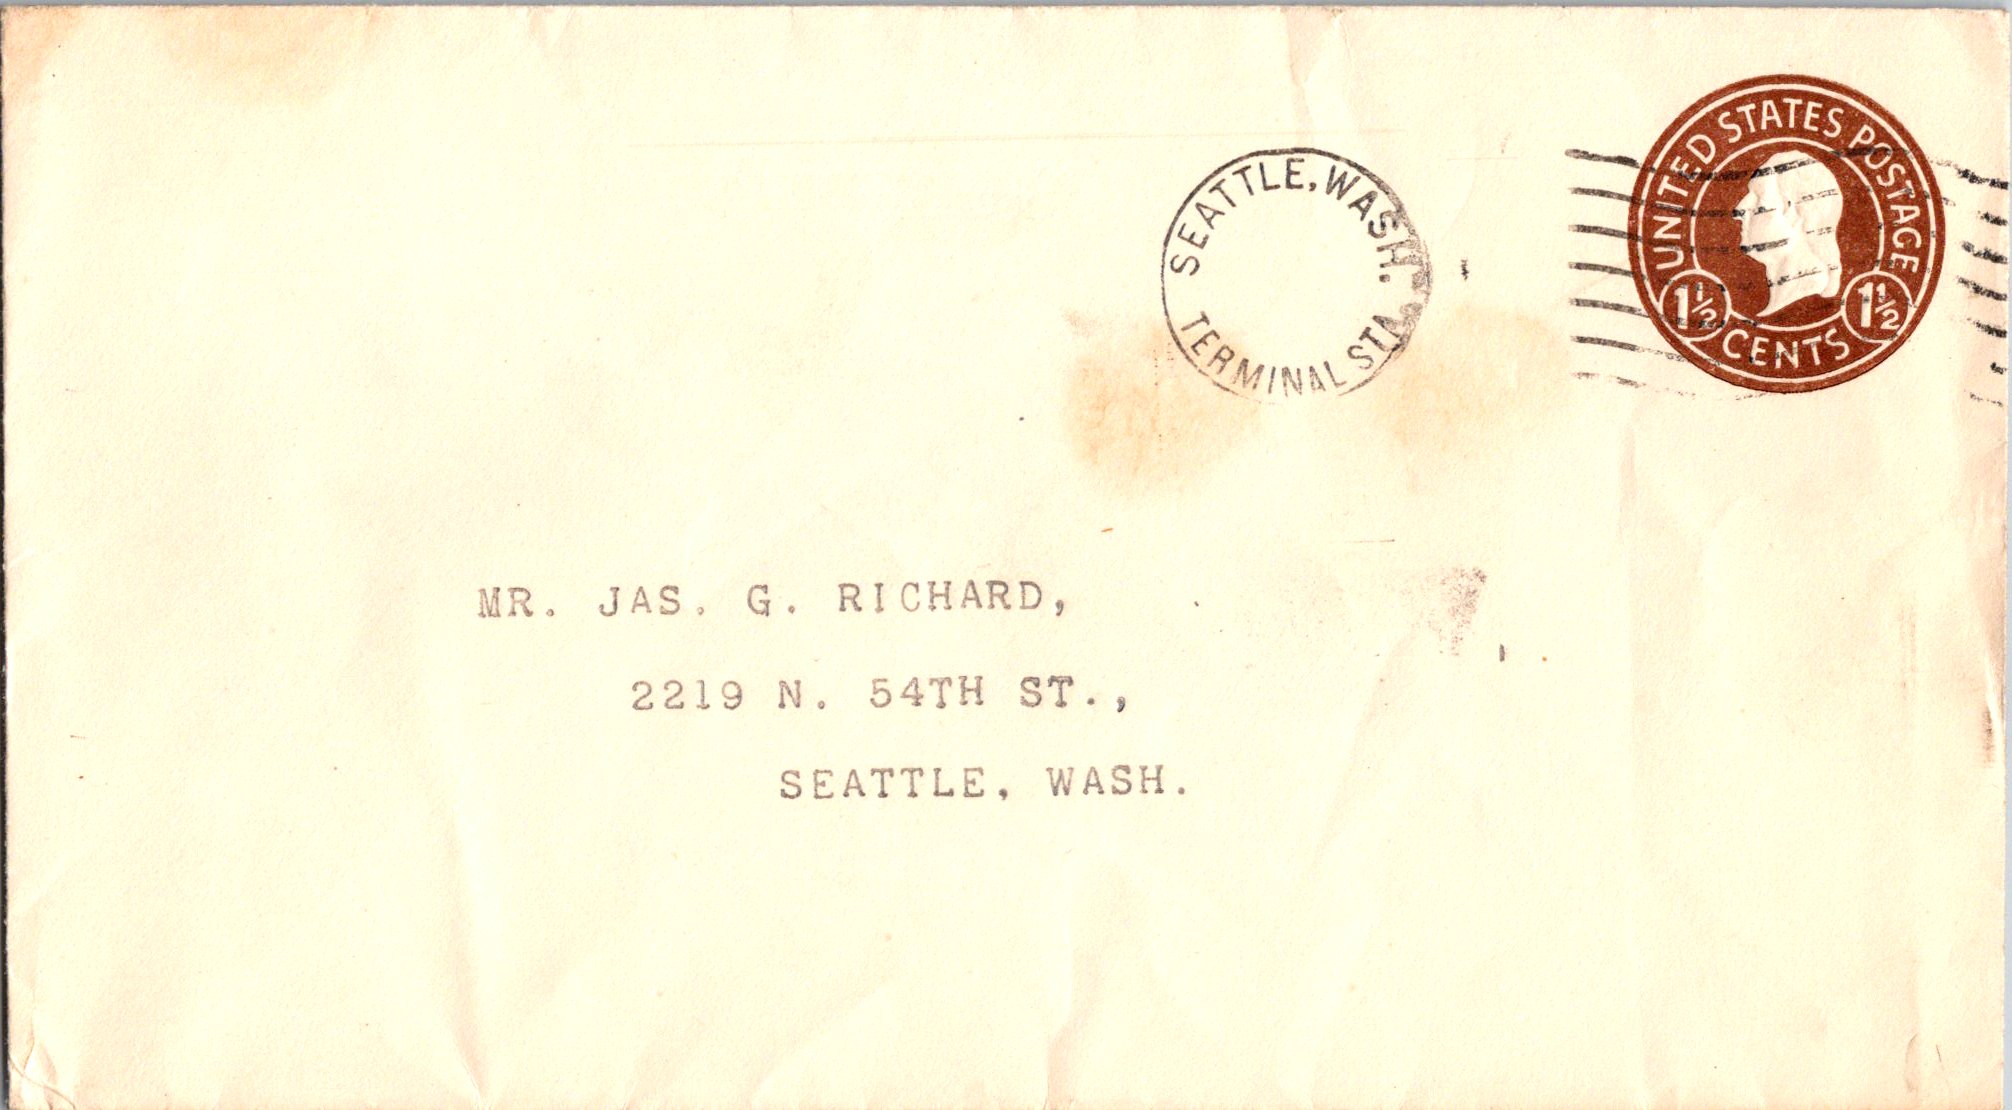 SEATTLE, WASH.
TERMINAL STA.
UNITED STATES POSTAGE
1½ 1½
CENTS
MR. JAS. G. RICHARD,
2219 N. 54TH ST.,
SEATTLE, WASH.